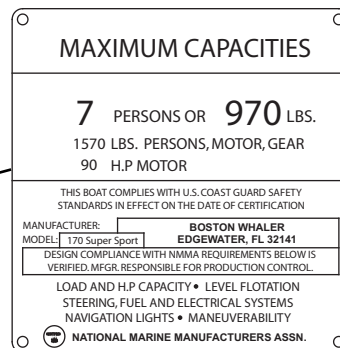 MAXIMUM CAPACITIES
7 PERSONS OR 970 LBS.
1570 LBS. PERSONS, MOTOR, GEAR
90 H.P MOTOR
THIS BOAT COMPLIES WITH U.S. COAST GUARD SAFETY
STANDARDS IN EFFECT ON THE DATE OF CERTIFICATION
MANUFACTURER: BOSTON WHALER
MODEL: 170 Super Sport EDGEWATER, FL 32141
DESIGN COMPLIANCE WITH NMMA REQUIREMENTS BELOW IS
VERIFIED. MFGR. RESPONSIBLE FOR PRODUCTION CONTROL.
LOAD AND H.P CAPACITY • LEVEL FLOTATION
STEERING, FUEL AND ELECTRICAL SYSTEMS
NAVIGATION LIGHTS • MANEUVERABILITY
NATIONAL MARINE MANUFACTURERS ASSN.